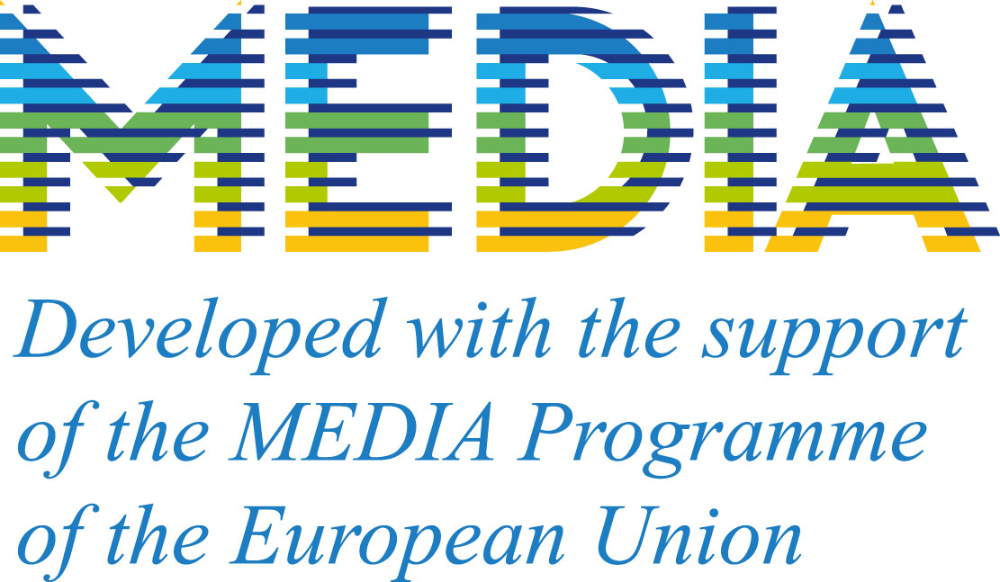 MEDIA
Developed with the support
of the MEDIA Programme
of the European Union